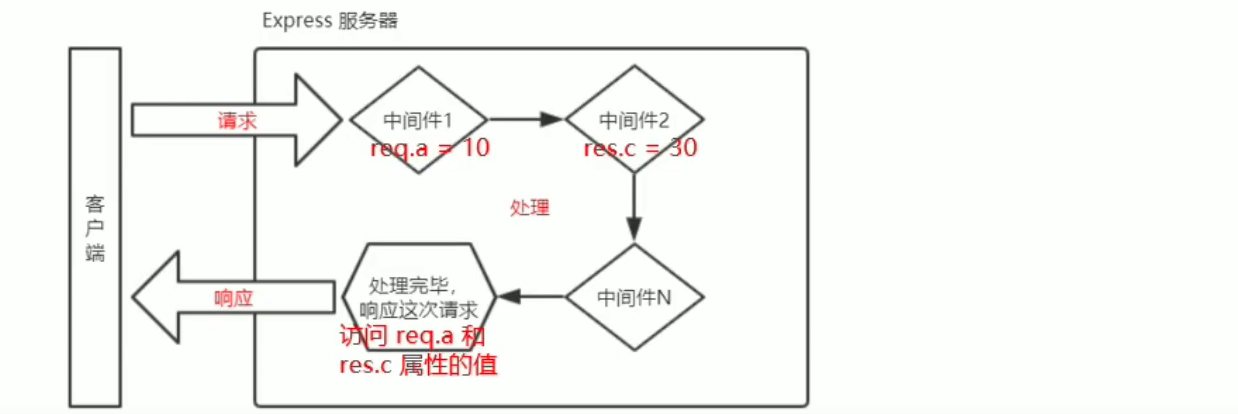 Express 服务器
请求
中间件1
req.a = 10
中间件2
res.c = 30
客
户
端
处理
响应
处理完毕，
响应这次请求
访问 req.a 和
res.c 属性的值
中间件N